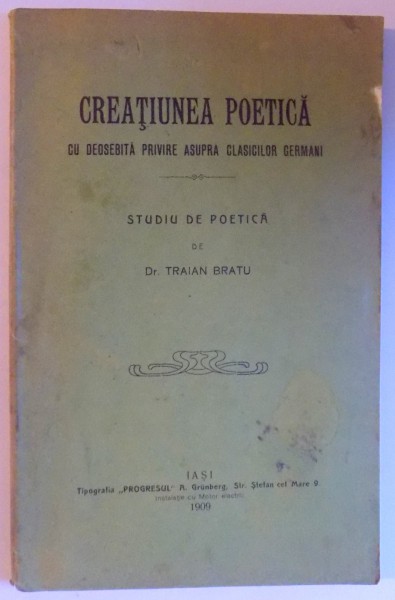 CREAŢIUNEA POETICĂ
CU DEOSEBITĂ PRIVIRE ASUPRA CLASICILOR GERMANI
STUDIU DE POETICĂ
DE
Dr. TRAIAN BRATU
IAŞI
Tipografia „PROGRESUL" A. Grünberg, Str. Ştefan cel Mare 9
Instalaţie cu Motor electric
1909